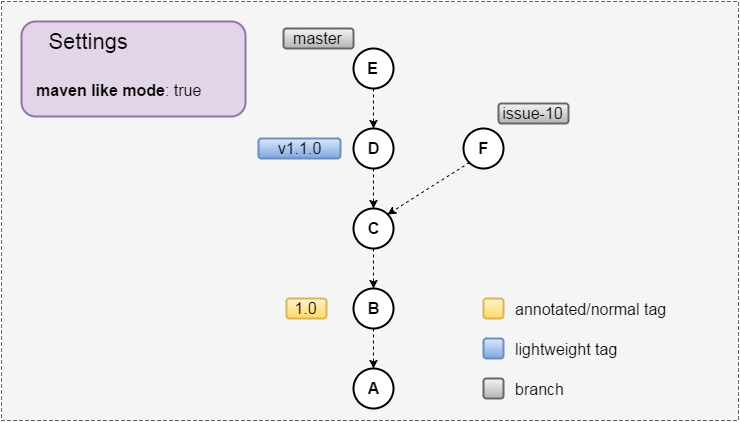 Settings
maven like mode: true
master
E
issue-10
v1.1.0
D
F
C
1.0
B
annotated/normal tag
lightweight tag
A
branch